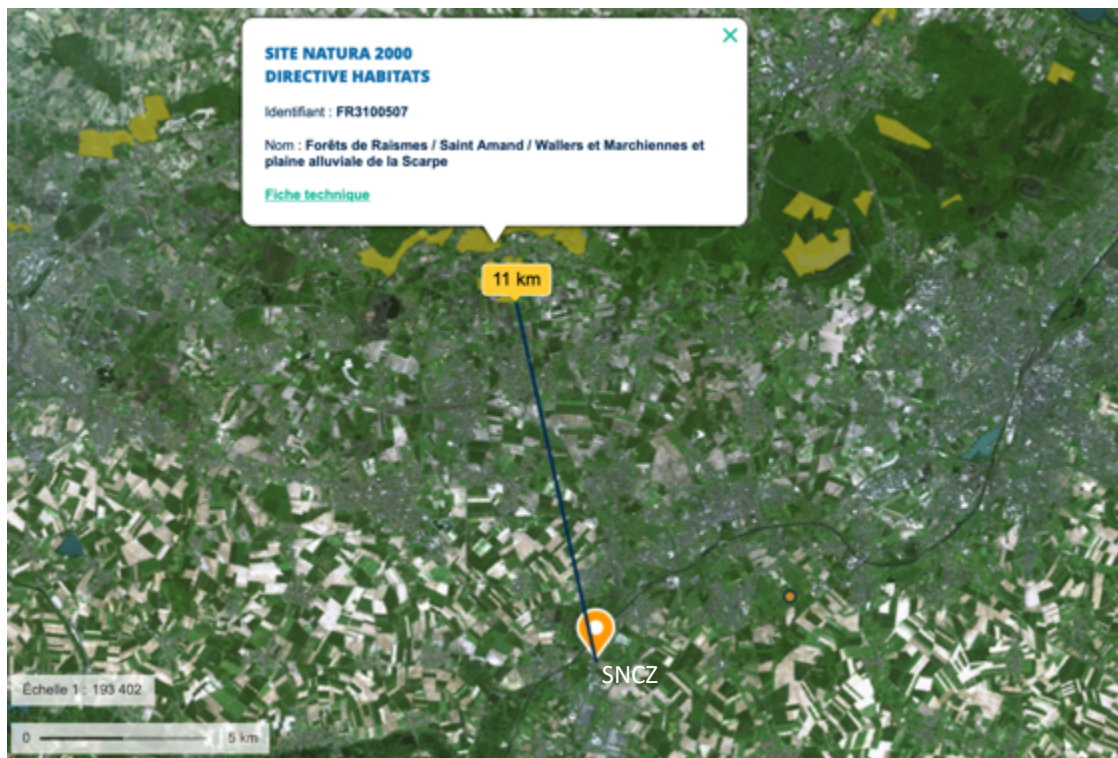 SITE NATURA 2000
DIRECTIVE HABITATS
Identifiant : FR3100507
Nom : Forêts de Raismes / Saint Amand / Wallers et Marchiennes et
plaine alluviale de la Scarpe
Fiche technique
11 km
SNCZ
Échelle 1 : 193 402
0 5 km